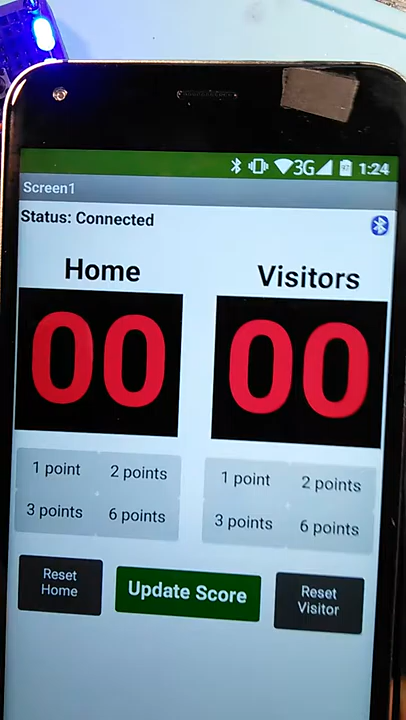 3G 97 1:24
Screen1
Status: Connected
Home Visitors
00 00
1 point 2 points 1 point 2 points
3 points 6 points 3 points 6 points
Reset Home Update Score Reset Visitor